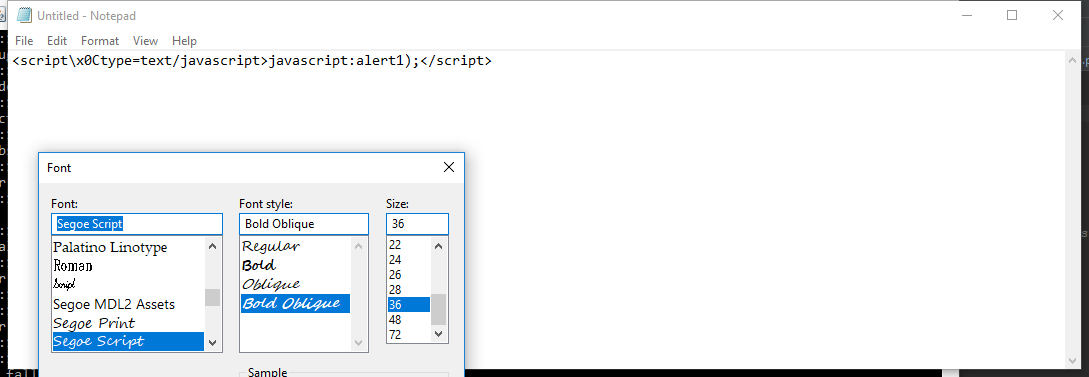 Untitled - Notepad
File Edit Format View Help
<script\x0Ctype=text/javascript>javascript:alert1);</script>
Font
Font: Font style: Size:
Segoe Script Bold Oblique 36
Palatino Linotype
Roman
Script
Segoe MDL2 Assets
Segoe Print
Segoe Script
Regular
Bold
Oblique
Bold Oblique
22
24
26
28
36
48
72
Sample